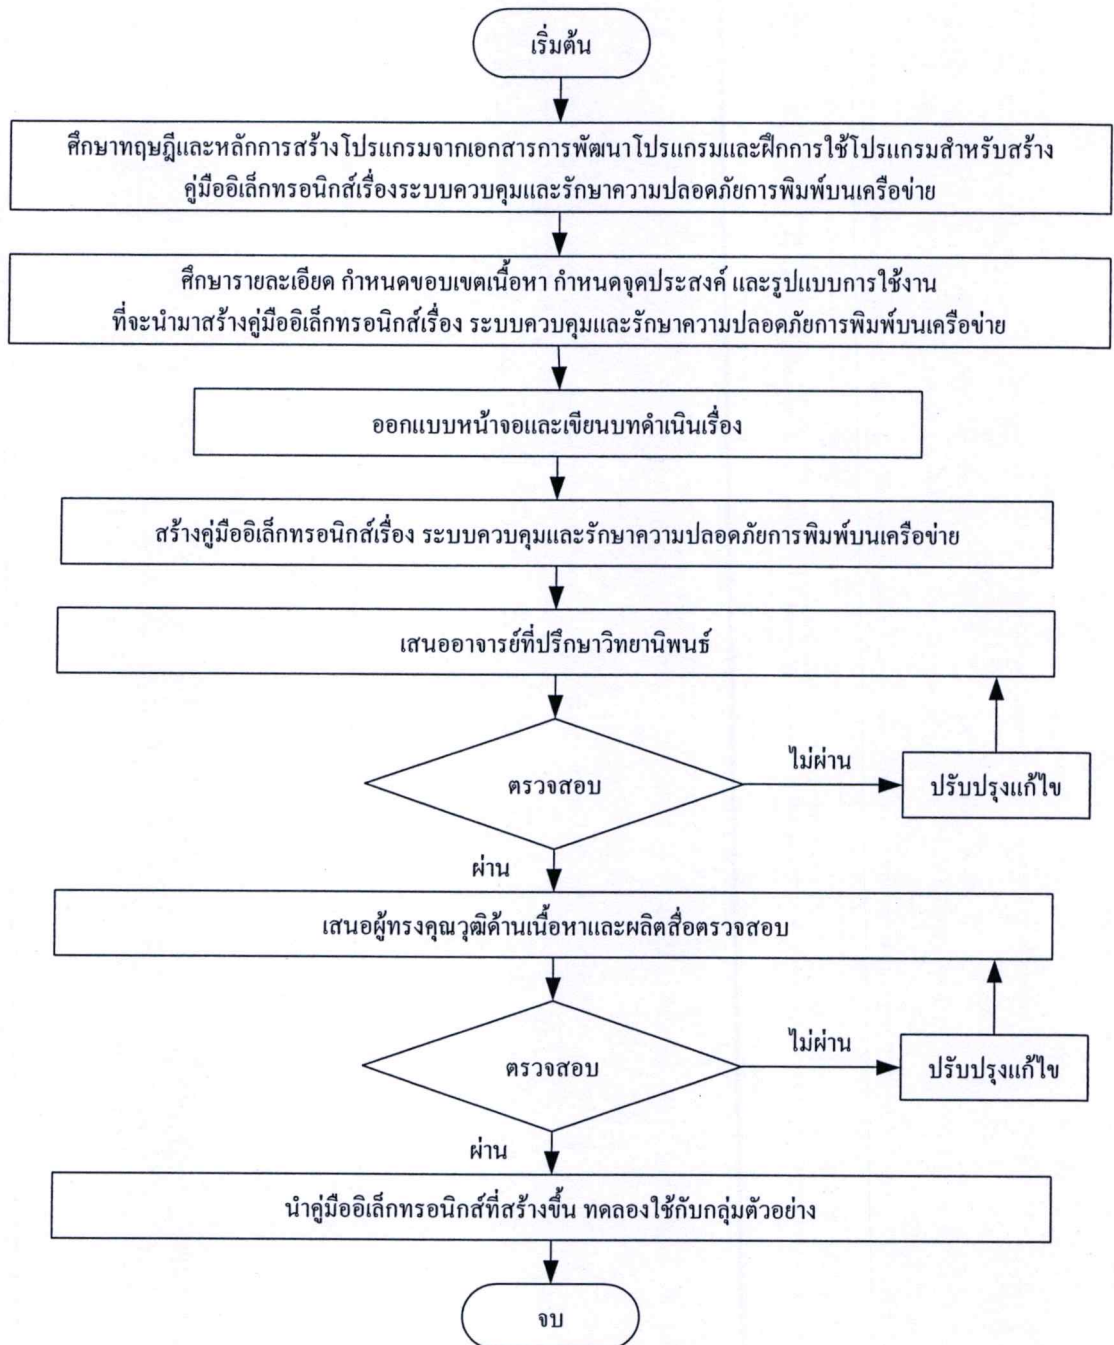 เริ่มต้น
ศึกษาทฤษฎีและหลักการสร้างโปรแกรมจากเอกสารการพัฒนาโปรแกรมและฝึกการใช้โปรแกรมสำหรับสร้าง
คู่มืออิเล็กทรอนิกส์เรื่องระบบควบคุมและรักษาความปลอดภัยการพิมพ์บนเครือข่าย
ศึกษารายละเอียด กำหนดขอบเขตเนื้อหา กำหนดจุดประสงค์ และรูปแบบการใช้งาน
ที่จะนำมาสร้างคู่มืออิเล็กทรอนิกส์เรื่อง ระบบควบคุมและรักษาความปลอดภัยการพิมพ์บนเครือข่าย
ออกแบบหน้าจอและเขียนบทดำเนินเรื่อง
สร้างคู่มืออิเล็กทรอนิกส์เรื่อง ระบบควบคุมและรักษาความปลอดภัยการพิมพ์บนเครือข่าย
เสนออาจารย์ที่ปรึกษาวิทยานิพนธ์
ตรวจสอบ
ไม่ผ่าน
ปรับปรุงแก้ไข
ผ่าน
เสนอผู้ทรงคุณวุฒิด้านเนื้อหาและผลิตสื่อตรวจสอบ
ตรวจสอบ
ไม่ผ่าน
ปรับปรุงแก้ไข
ผ่าน
นำคู่มืออิเล็กทรอนิกส์ที่สร้างขึ้น ทดลองใช้กับกลุ่มตัวอย่าง
จบ